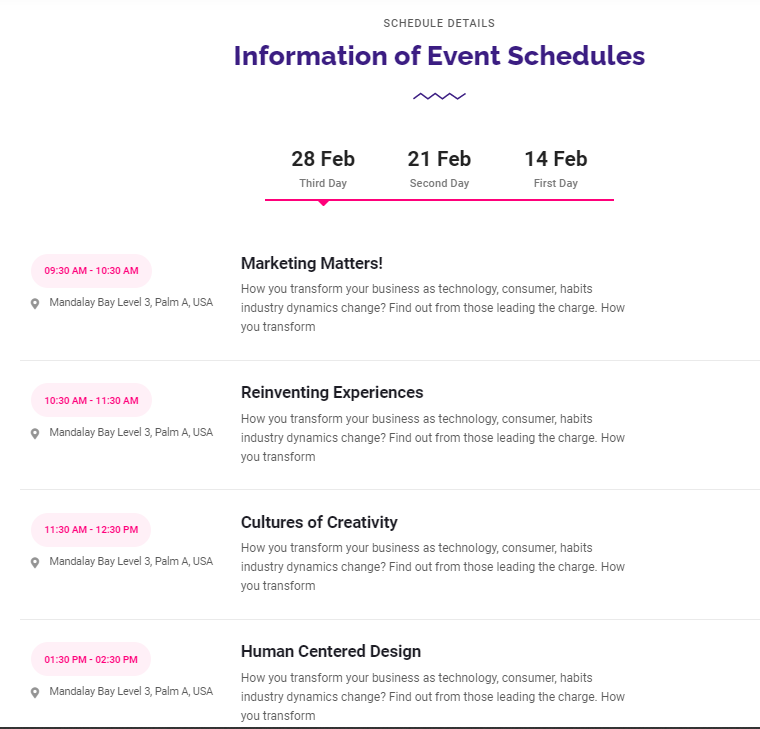 SCHEDULE DETAILS
Information of Event Schedules
28 Feb
Third Day
21 Feb
Second Day
14 Feb
First Day
09:30 AM - 10:30 AM
Mandalay Bay Level 3, Palm A, USA
Marketing Matters!
How you transform your business as technology, consumer, habits
industry dynamics change? Find out from those leading the charge. How
you transform
10:30 AM - 11:30 AM
Mandalay Bay Level 3, Palm A, USA
Reinventing Experiences
How you transform your business as technology, consumer, habits
industry dynamics change? Find out from those leading the charge. How
you transform
11:30 AM - 12:30 PM
Mandalay Bay Level 3, Palm A, USA
Cultures of Creativity
How you transform your business as technology, consumer, habits
industry dynamics change? Find out from those leading the charge. How
you transform
01:30 PM - 02:30 PM
Mandalay Bay Level 3, Palm A, USA
Human Centered Design
How you transform your business as technology, consumer, habits
industry dynamics change? Find out from those leading the charge. How
you transform